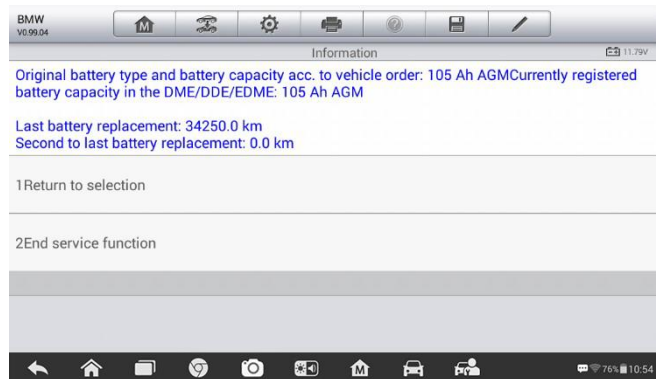 BMW
V0.99.04
M
Information
11.79V
Original battery type and battery capacity acc. to vehicle order: 105 Ah AGMCurrently registered
battery capacity in the DME/DDE/EDME: 105 Ah AGM
Last battery replacement: 34250.0 km
Second to last battery replacement: 0.0 km
1Return to selection
2End service function
M
76% 10:54